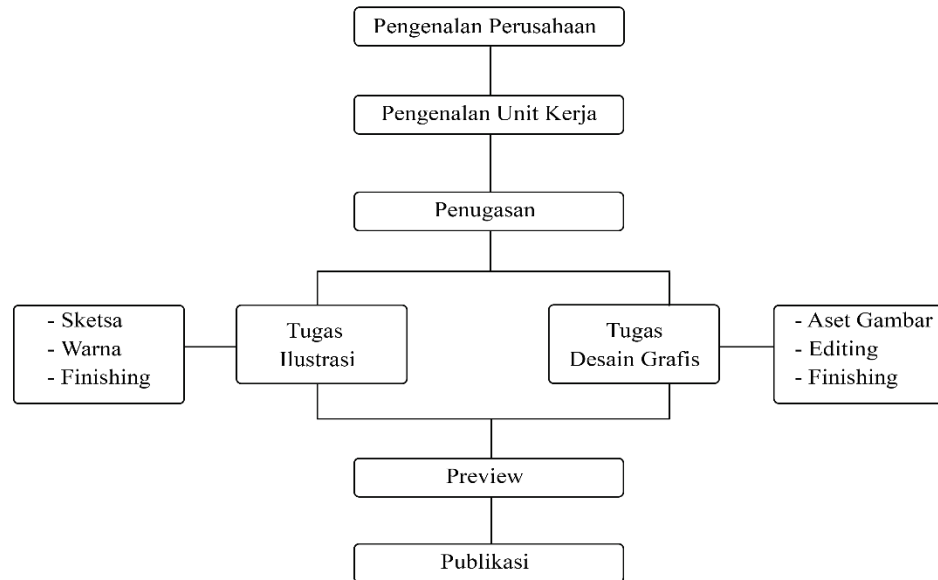 Pengenalan Perusahaan
Pengenalan Unit Kerja
Penugasan
- Sketsa
- Warna
- Finishing
Tugas
Ilustrasi
Tugas
Desain Grafis
- Aset Gambar
- Editing
- Finishing
Preview
Publikasi